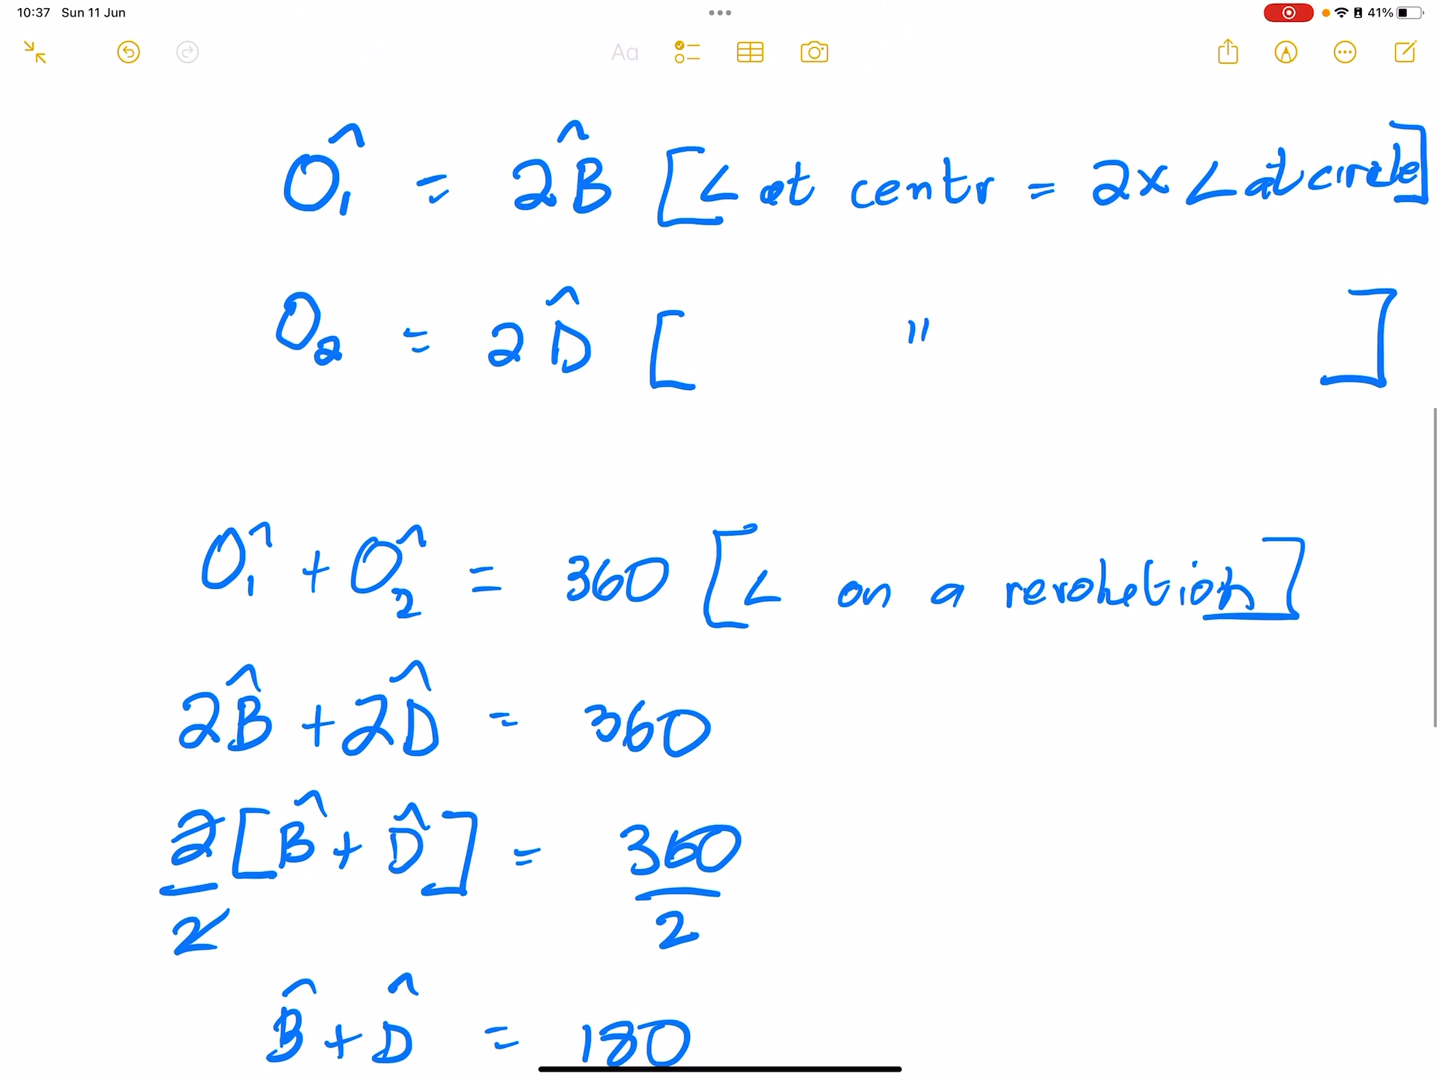 10:37 Sun 11 Jun 41%
Aa
Ô₁ = 2B̂ [∠ at centr = 2x ∠ at circle]
O₂ = 2D̂ [ " ]
Ô₁ + Ô₂ = 360 [∠ on a revolution]
2B̂ + 2D̂ = 360
2[B̂ + D̂] / 2 = 360 / 2
B̂ + D̂ = 180